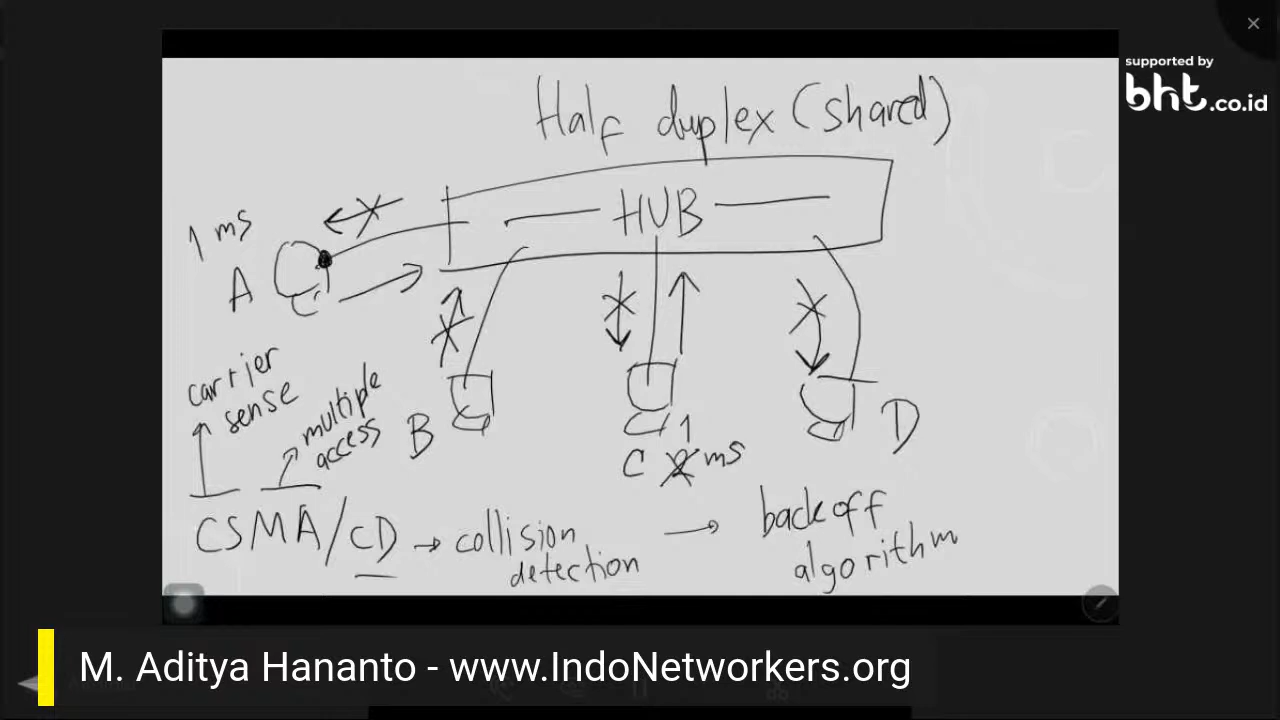 supported by
bht.co.id
Half duplex (shared)
HUB
1 ms
A
carrier
sense
multiple
access
B
1
C 2 ms
D
CSMA/CD → collision
detection
→ backoff
algorithm
M. Aditya Hananto - www.IndoNetworkers.org